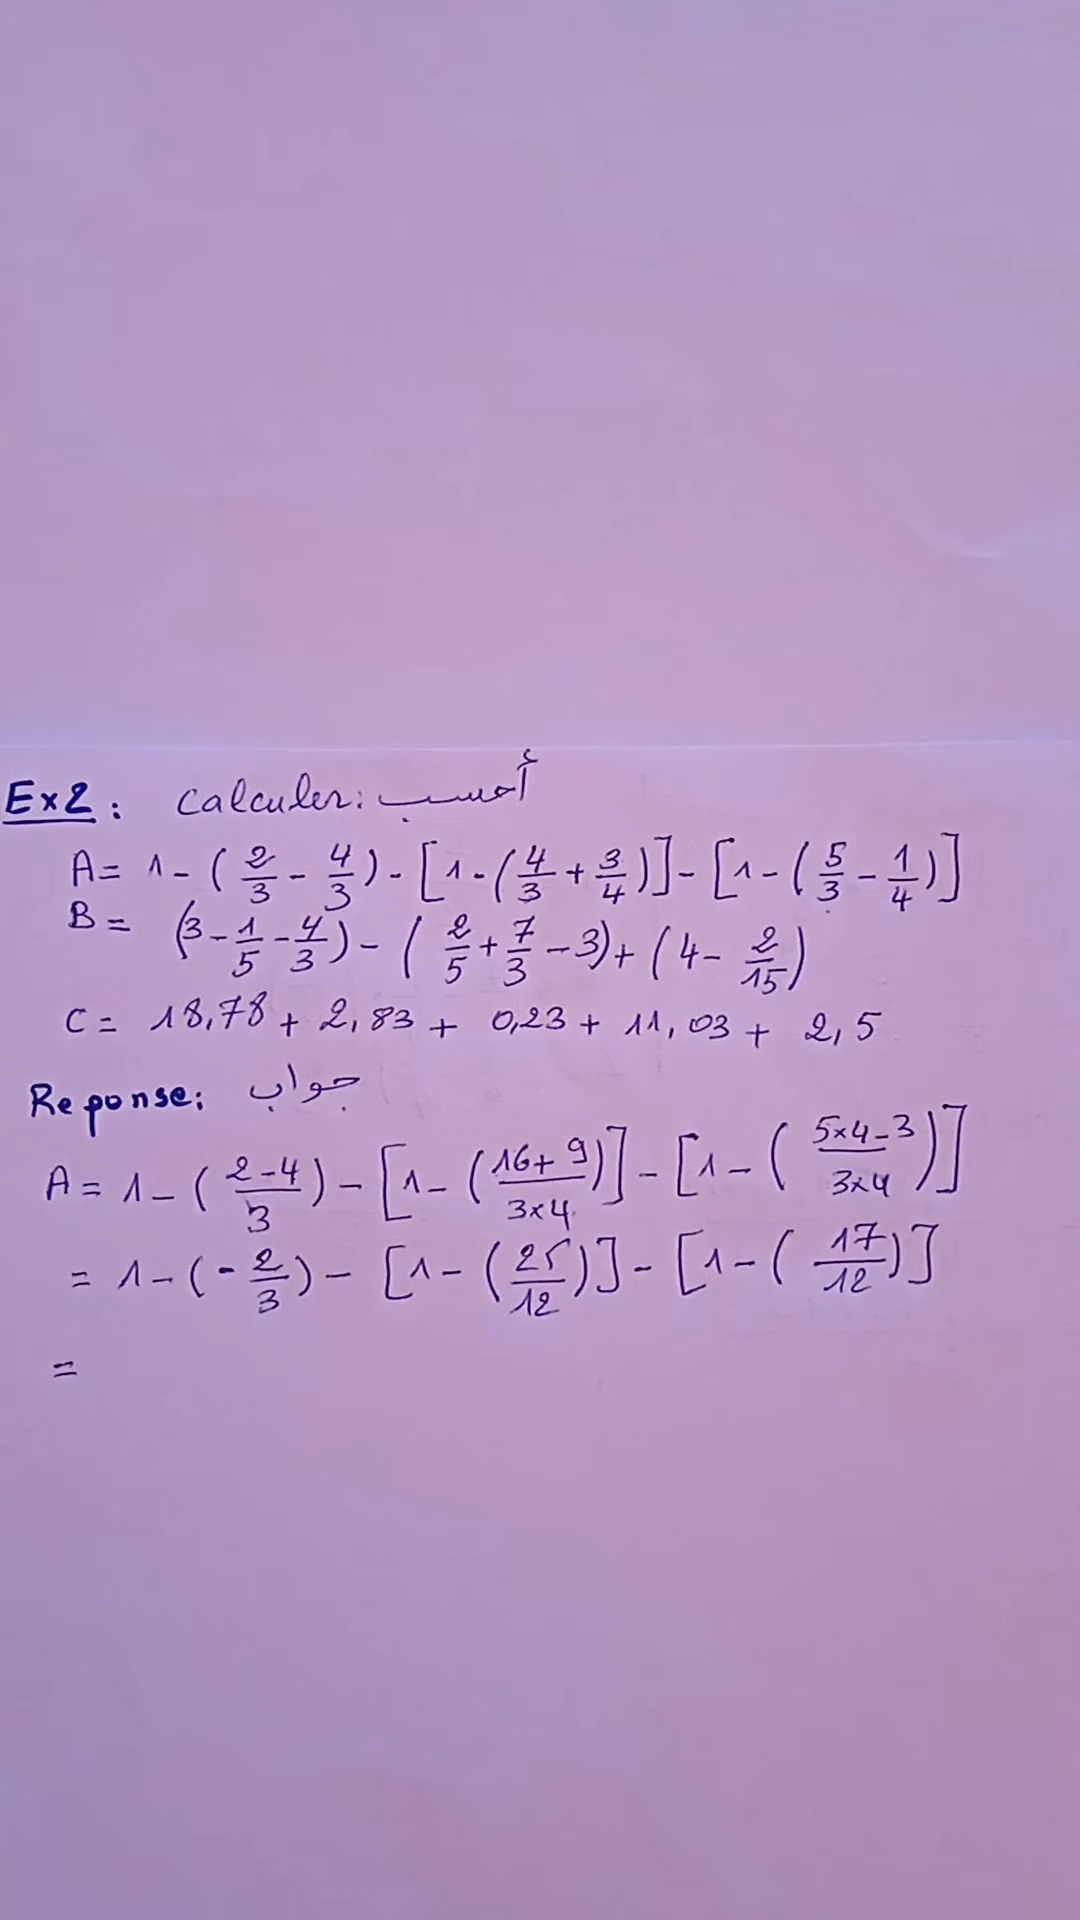 Ex2: Calculer: أحسب
A = 1 - (2/3 - 4/3) - [1 - (4/3 + 3/4)] - [1 - (5/3 - 1/4)]
B = (3 - 1/5 - 4/3) - (2/5 + 7/3 - 3) + (4 - 2/15)
C = 18,78 + 2,83 + 0,23 + 11,03 + 2,5
Reponse: جواب
A = 1 - ((2-4)/3) - [1 - ((16+9)/(3×4))] - [1 - ((5×4-3)/(3×4))]
= 1 - (-2/3) - [1 - (25/12)] - [1 - (17/12)]
=